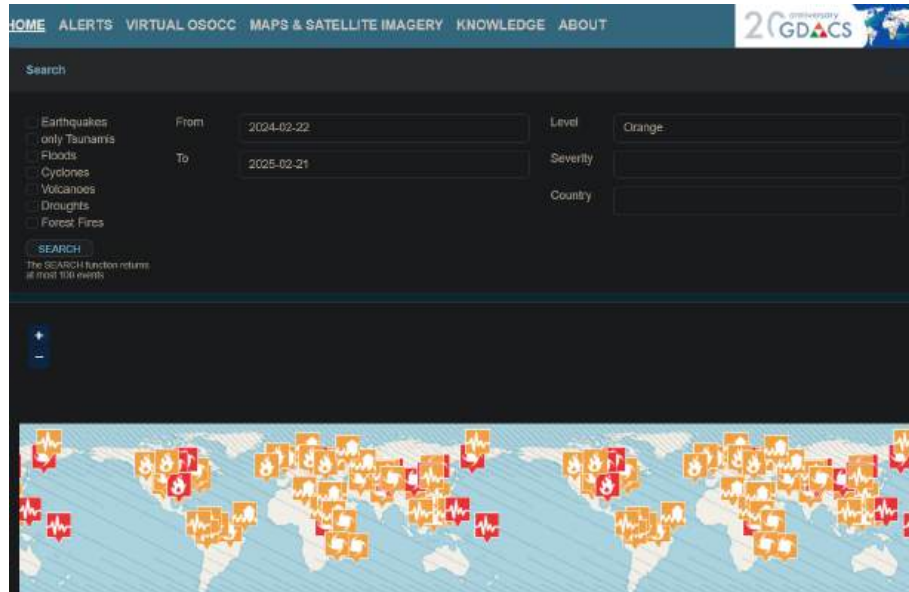 HOME ALERTS VIRTUAL OSOCC MAPS & SATELLITE IMAGERY KNOWLEDGE ABOUT
20 anniversary GDACS
Search
Earthquakes
only Tsunamis
Floods
Cyclones
Volcanoes
Droughts
Forest Fires
From 2024-02-22
To 2025-02-21
Level Orange
Severity
Country
SEARCH
The SEARCH function returns
at most 100 events
+
−